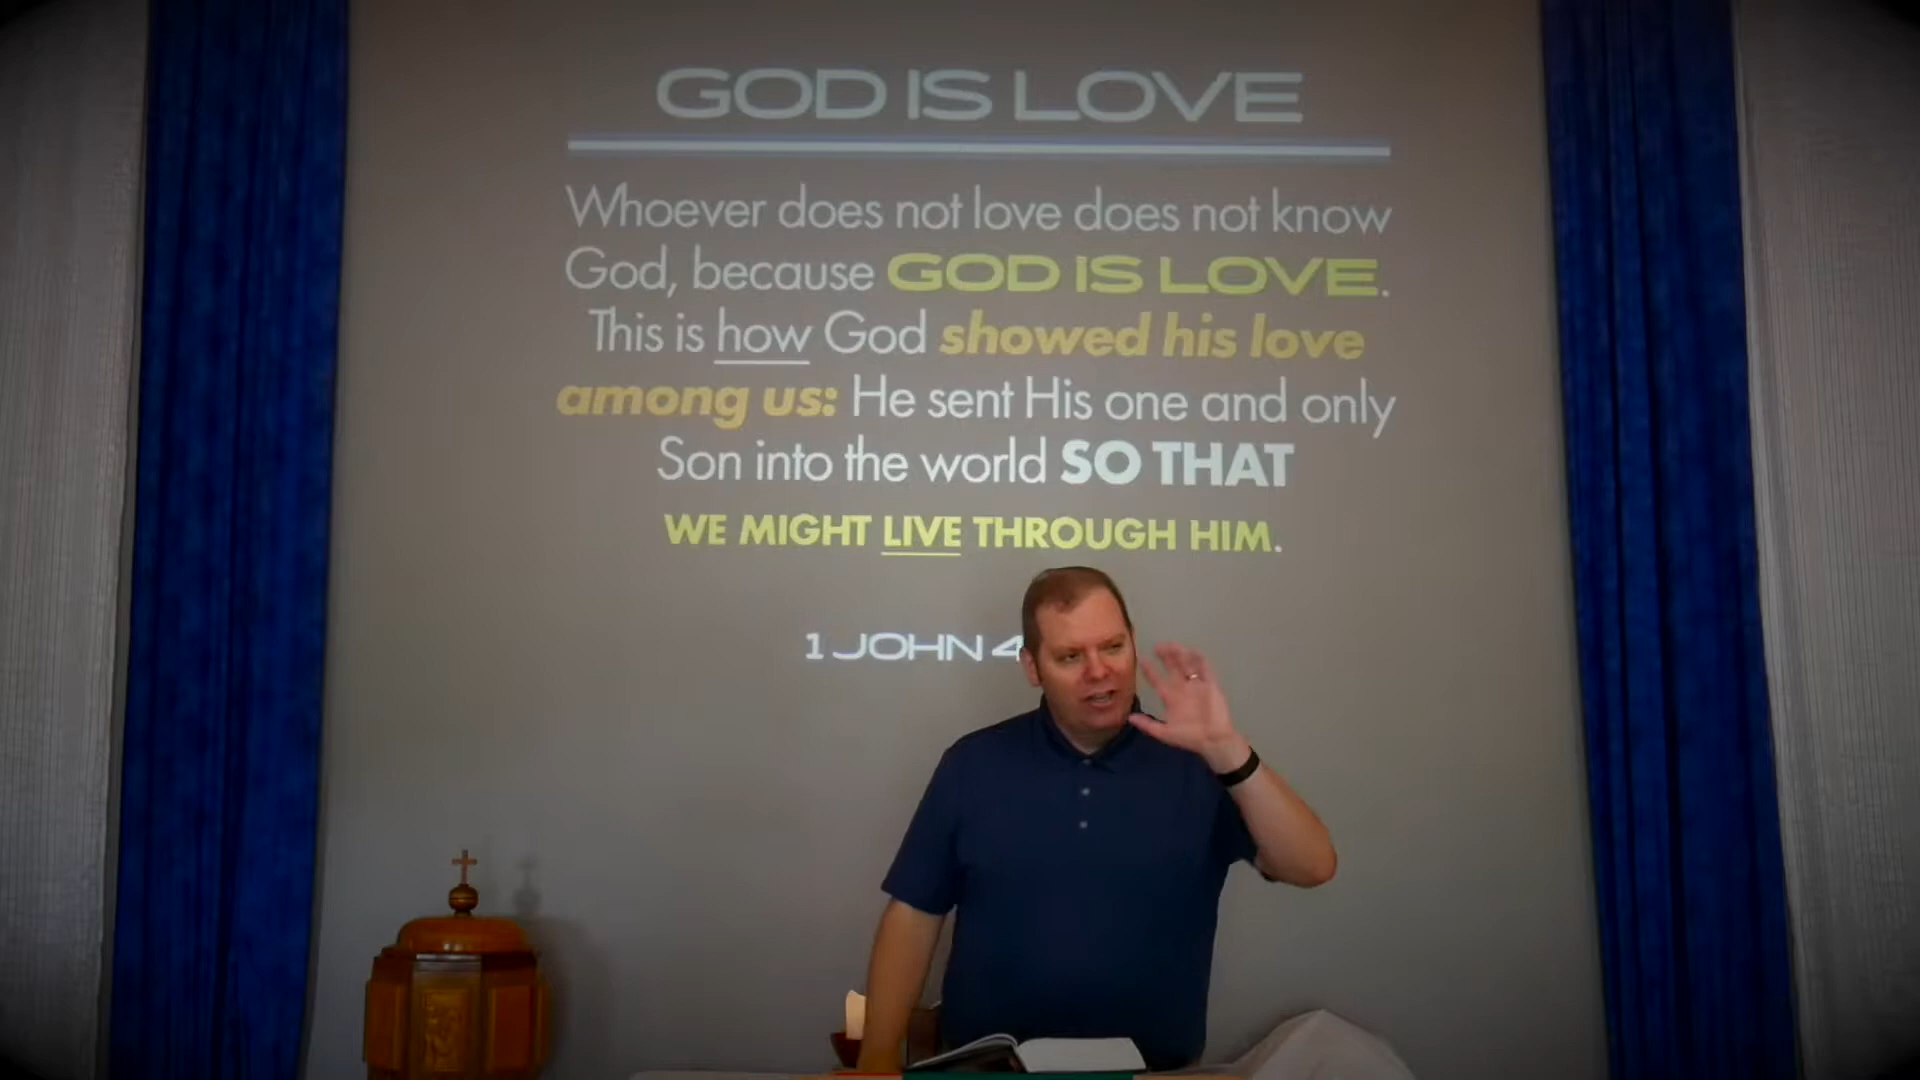 GOD IS LOVE
Whoever does not love does not know
God, because GOD IS LOVE.
This is how God showed his love
among us: He sent His one and only
Son into the world SO THAT
WE MIGHT LIVE THROUGH HIM.
1 JOHN 4